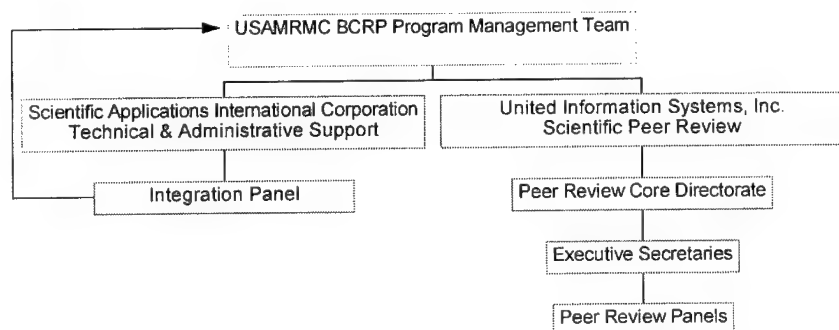 USAMRMC BCRP Program Management Team
Scientific Applications International Corporation
Technical & Administrative Support
United Information Systems, Inc.
Scientific Peer Review
Integration Panel
Peer Review Core Directorate
Executive Secretaries
Peer Review Panels